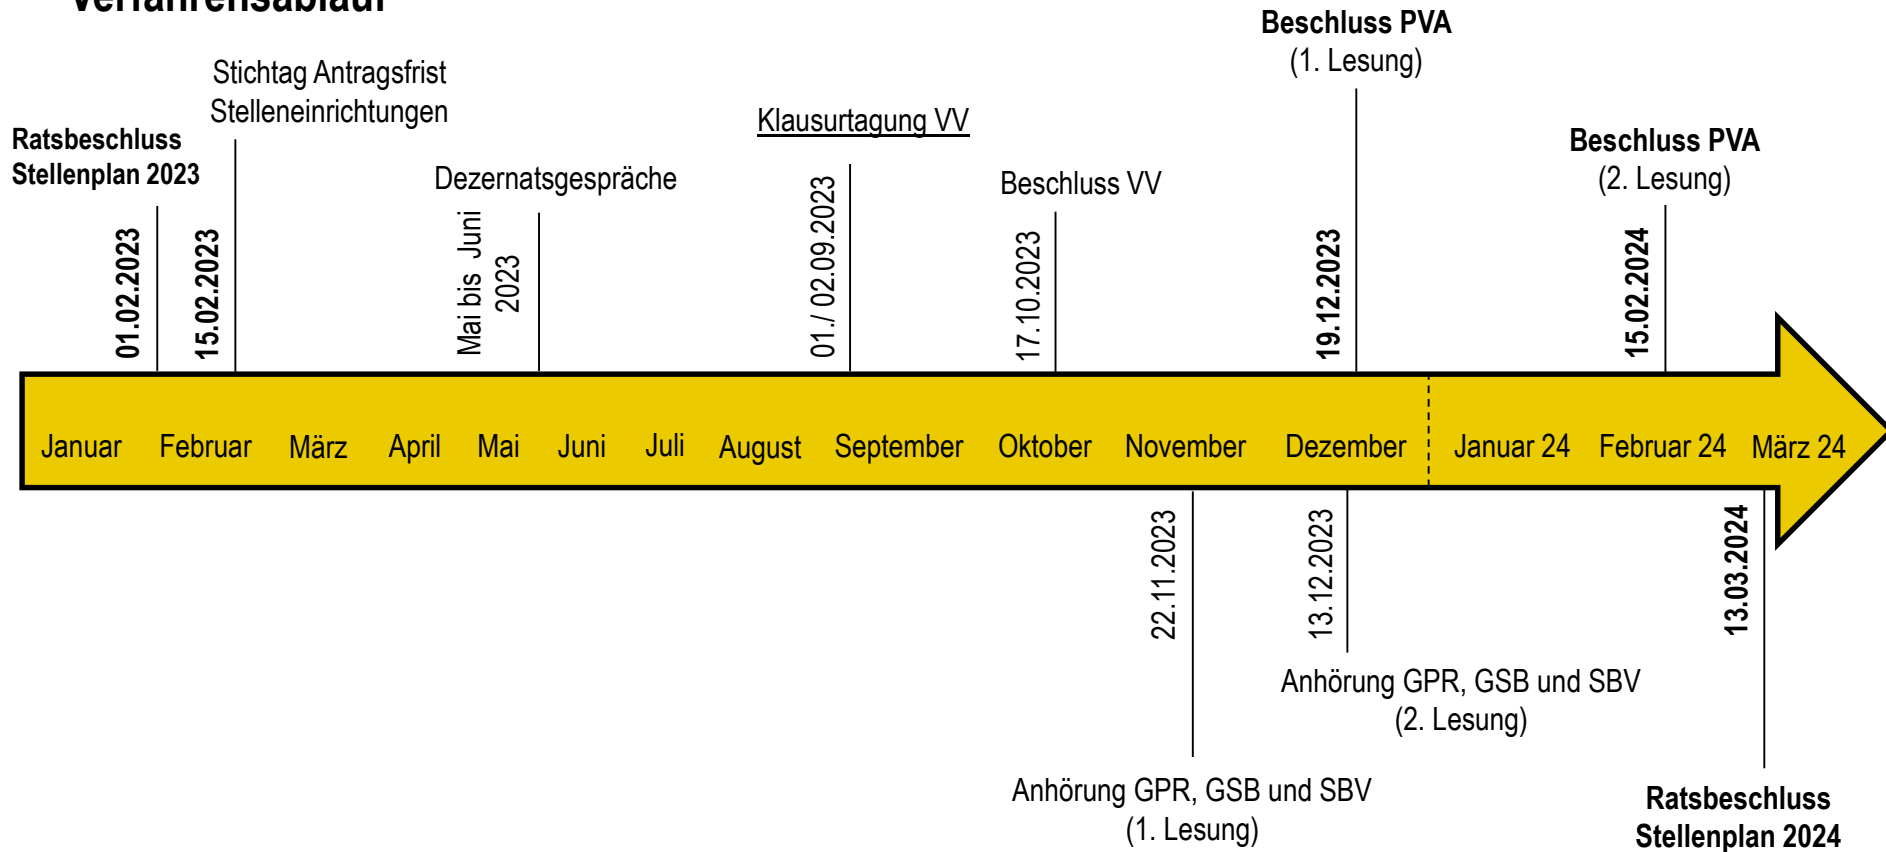 Verfahrensablauf
Ratsbeschluss
Stellenplan 2023
01.02.2023
Stichtag Antragsfrist
Stelleneinrichtungen
15.02.2023
Dezernatsgespräche
Mai bis Juni
2023
Klausurtagung VV
01./ 02.09.2023
Beschluss VV
17.10.2023
Beschluss PVA
(1. Lesung)
19.12.2023
Beschluss PVA
(2. Lesung)
15.02.2024
Januar Februar März April Mai Juni Juli August September Oktober November Dezember Januar 24 Februar 24 März 24
22.11.2023
Anhörung GPR, GSB und SBV
(1. Lesung)
13.12.2023
Anhörung GPR, GSB und SBV
(2. Lesung)
13.03.2024
Ratsbeschluss
Stellenplan 2024